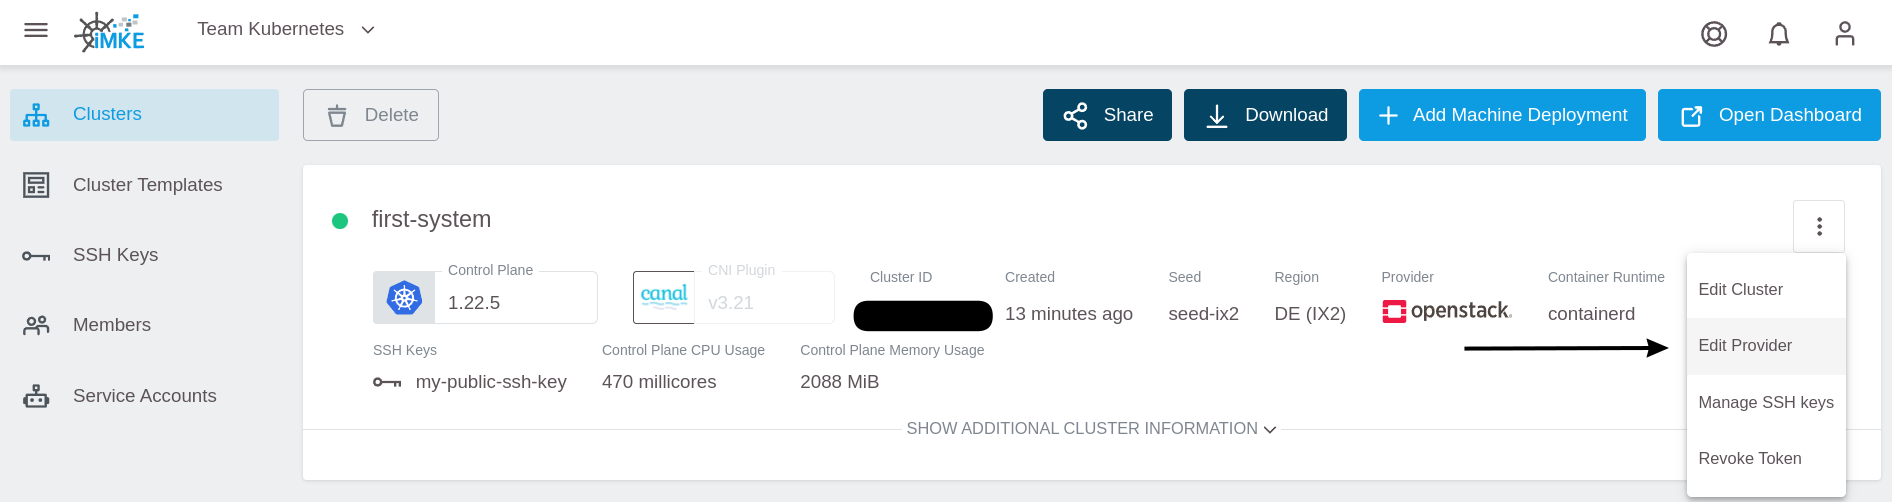 iMKE
Team Kubernetes
Clusters
Cluster Templates
SSH Keys
Members
Service Accounts
Delete
Share
Download
Add Machine Deployment
Open Dashboard
first-system
Control Plane
1.22.5
canal
CNI Plugin
v3.21
Cluster ID
Created
13 minutes ago
Seed
seed-ix2
Region
DE (IX2)
Provider
openstack.
Container Runtime
containerd
SSH Keys
my-public-ssh-key
Control Plane CPU Usage
470 millicores
Control Plane Memory Usage
2088 MiB
SHOW ADDITIONAL CLUSTER INFORMATION
Edit Cluster
Edit Provider
Manage SSH keys
Revoke Token